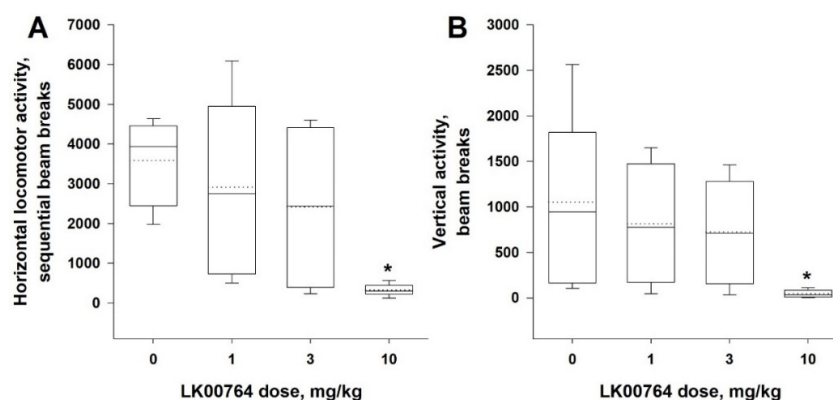 A
Horizontal locomotor activity,
sequential beam breaks
7000
6000
5000
4000
3000
2000
1000
0
*
0 1 3 10
LK00764 dose, mg/kg
B
Vertical activity,
beam breaks
3000
2500
2000
1500
1000
500
0
*
0 1 3 10
LK00764 dose, mg/kg